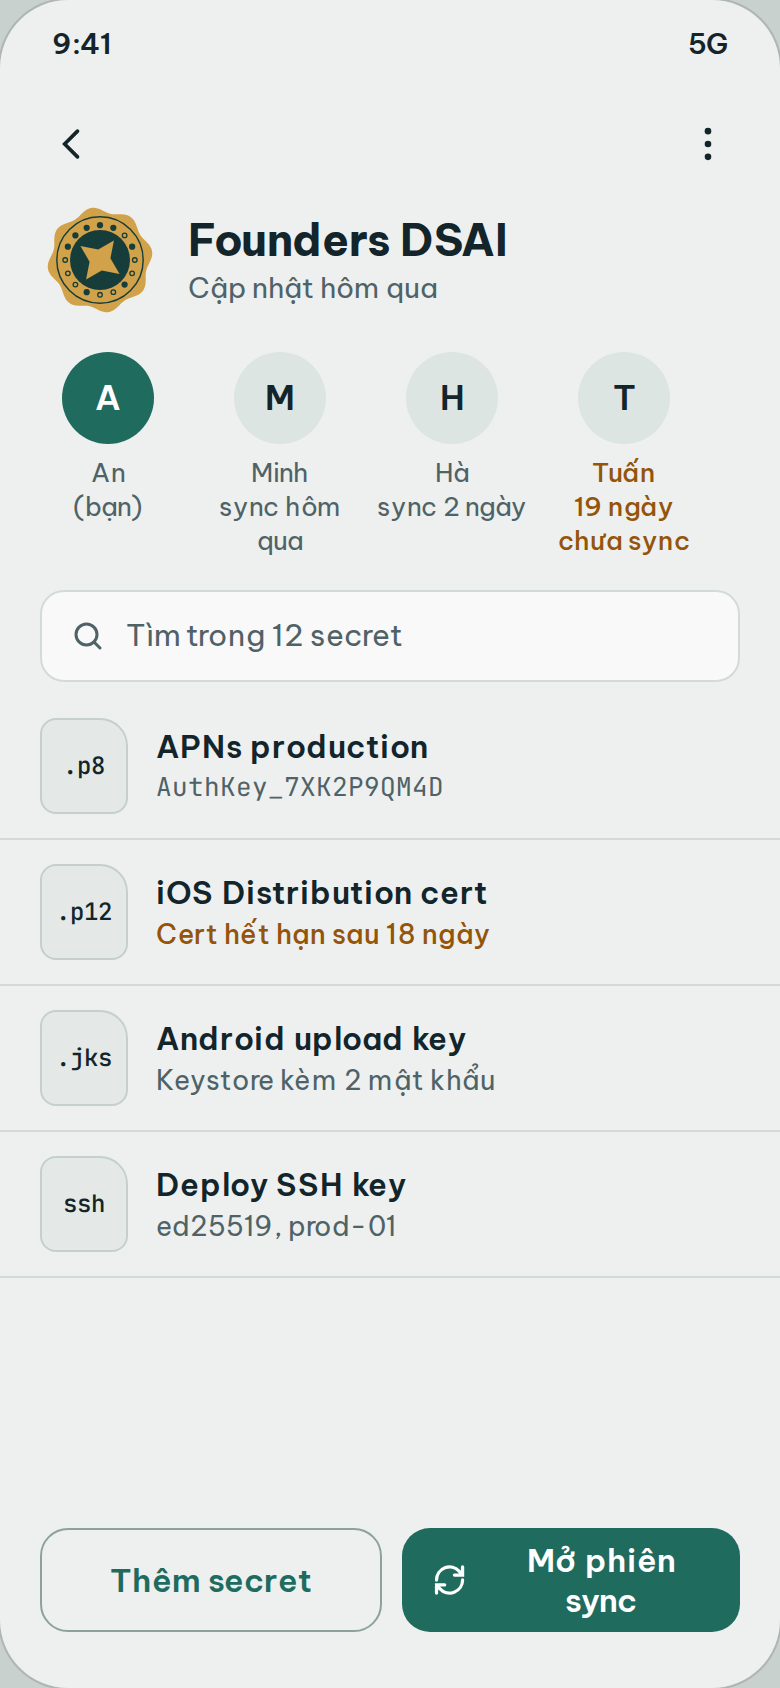 9:41
5G
Founders DSAI
Cập nhật hôm qua
A
M
H
T
An
(bạn)
Minh
sync hôm
qua
Hà
sync 2 ngày
Tuấn
19 ngày
chưa sync
Tìm trong 12 secret
.p8
APNs production
AuthKey_7XK2P9QM4D
.p12
iOS Distribution cert
Cert hết hạn sau 18 ngày
.jks
Android upload key
Keystore kèm 2 mật khẩu
ssh
Deploy SSH key
ed25519, prod-01
Thêm secret
Mở phiên
sync